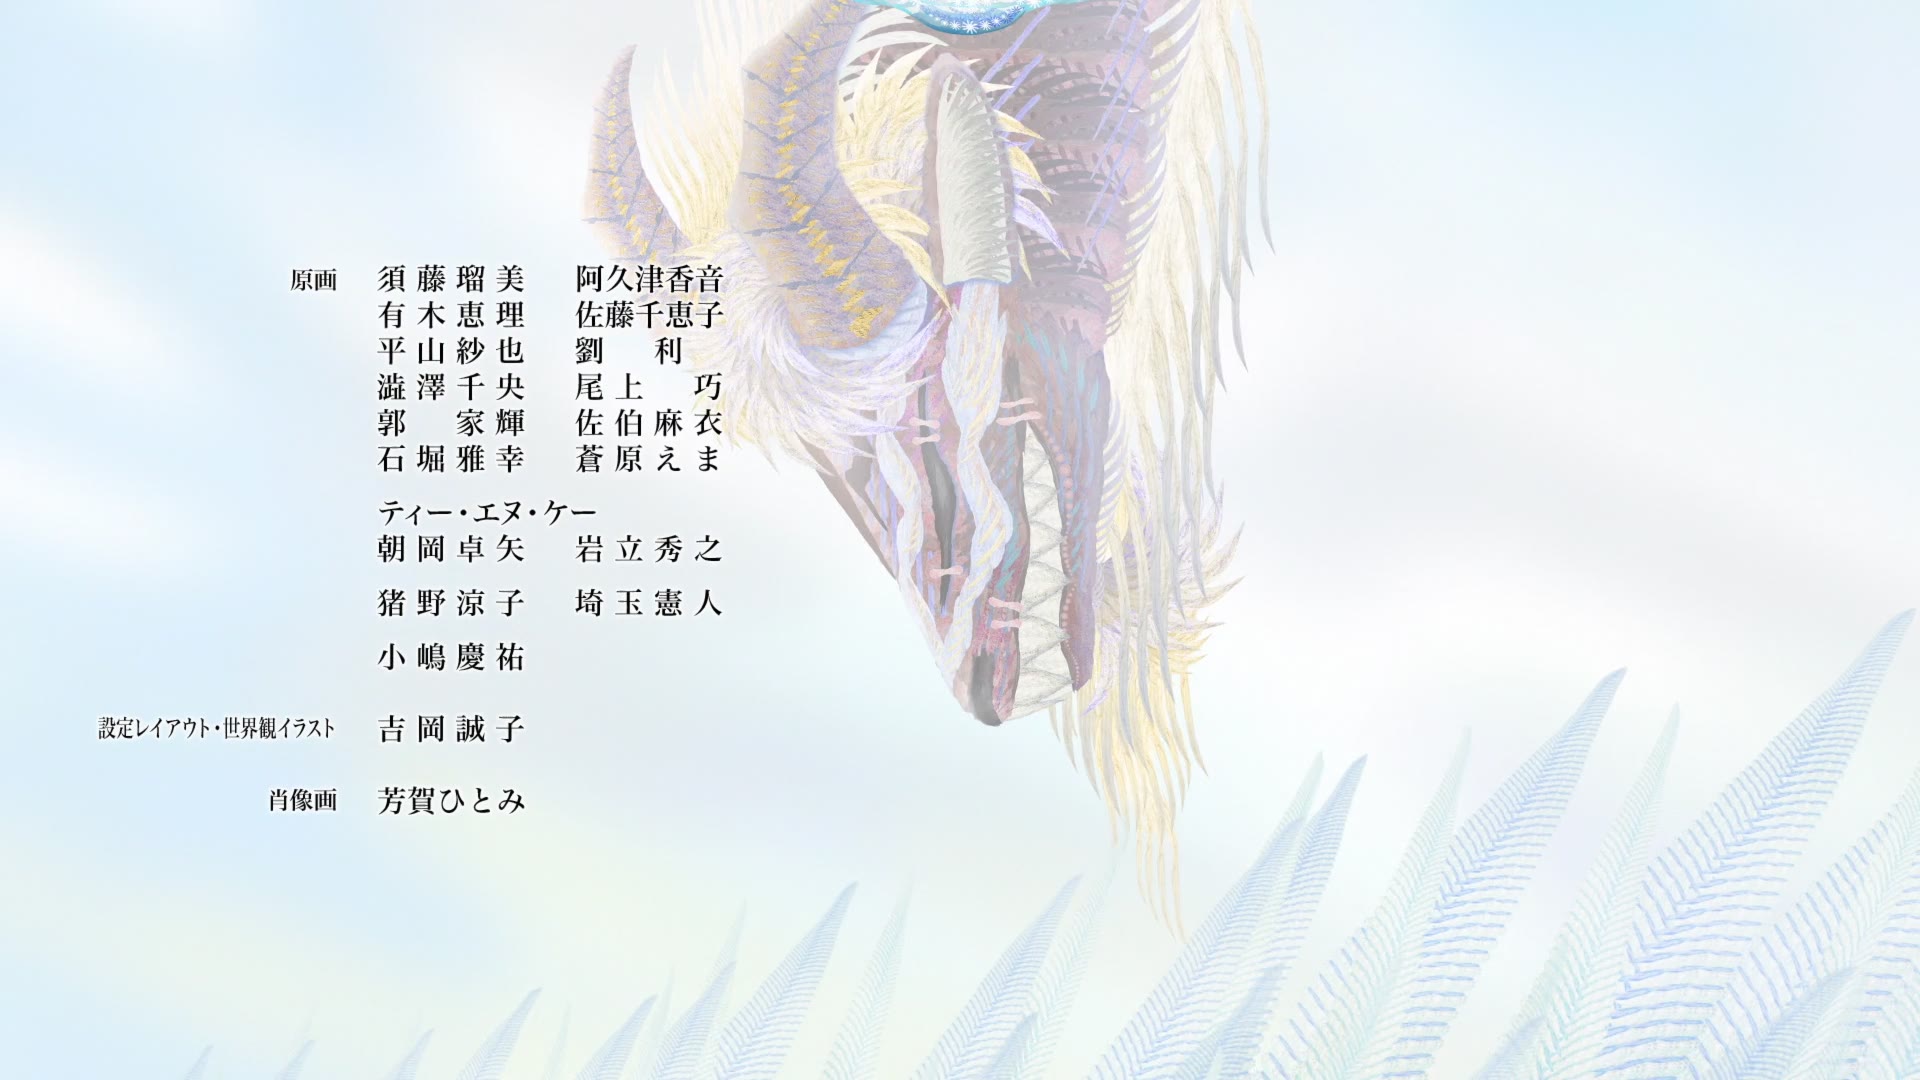 原画 須藤瑠美 阿久津香音
有木恵理 佐藤千恵子
平山紗也 劉利
澁澤千央 尾上巧
郭家輝 佐伯麻衣
石堀雅幸 蒼原えま
ティー・エヌ・ケー
朝岡卓矢 岩立秀之
猪野涼子 埼玉憲人
小嶋慶祐
設定レイアウト・世界観イラスト 吉岡誠子
肖像画 芳賀ひとみ